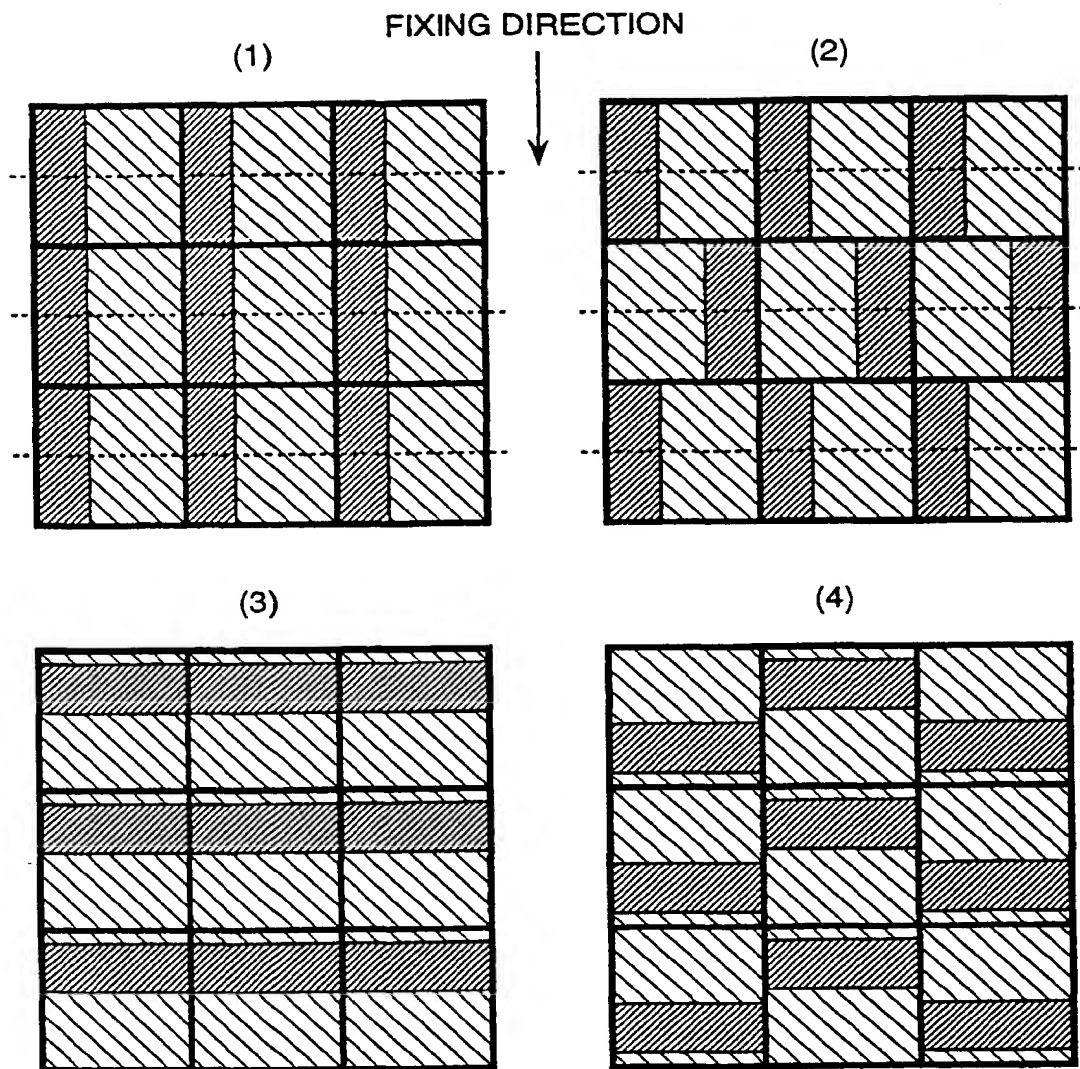 FIXING DIRECTION
(1)
(2)
(3)
(4)